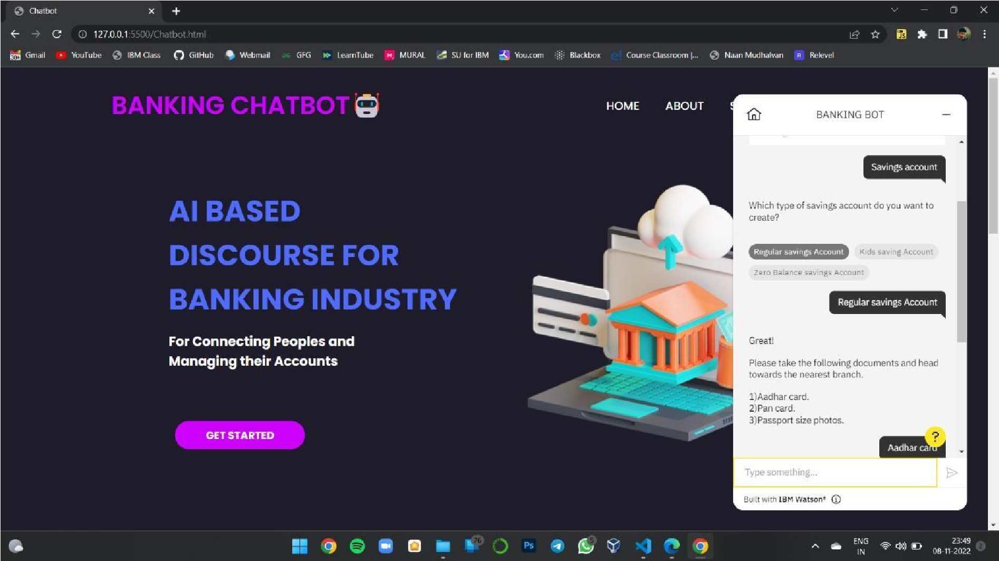 Chatbot
127.0.0.1:5500/Chatbot.html
Gmail YouTube IBM Class GitHub Webmail GFG LearnTube MURAL SU for IBM You.com Blackbox Course Classroom |... Naan Mudhalvan Relevel
30+
BANKING CHATBOT
HOME ABOUT S
AI BASED
DISCOURSE FOR
BANKING INDUSTRY
For Connecting Peoples and
Managing their Accounts
GET STARTED
BANKING BOT
Savings account
Which type of savings account do you want to
create?
Regular savings Account Kids saving Account
Zero Balance savings Account
Regular savings Account
Great!
Please take the following documents and head
towards the nearest branch.
1)Aadhar card.
2)Pan card.
3)Passport size photos.
?
Aadhar card
Type something...
Built with IBM Watson®
76 Ps 5
ENG
IN
23:49
08-11-2022
2